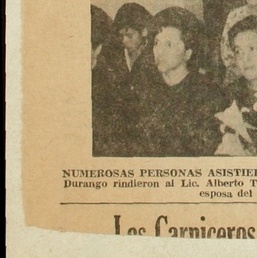 NUMEROSAS PERSONAS ASISTIE
Durango rindieron al Lic. Alberto T
esposa del
Los Carniceros